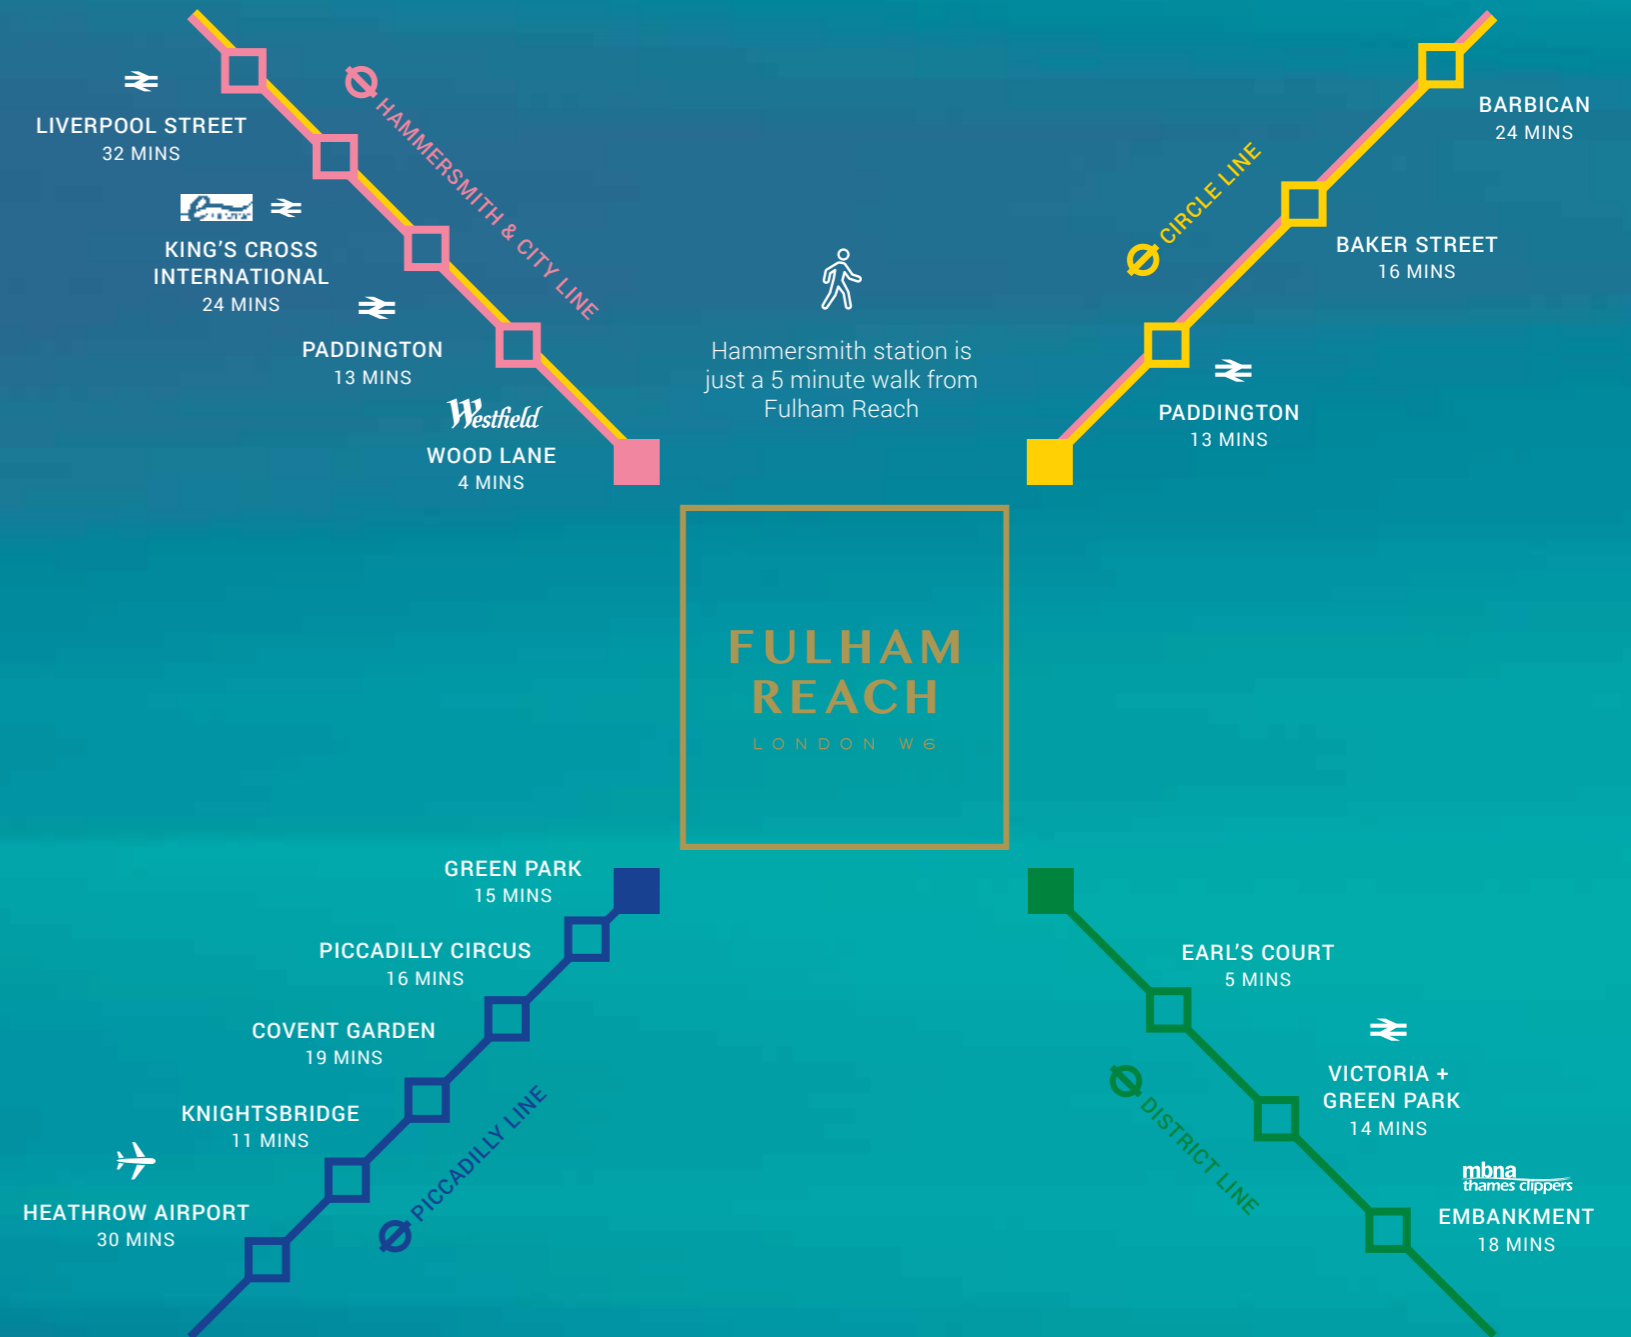 LIVERPOOL STREET
32 MINS
KING'S CROSS
INTERNATIONAL
24 MINS
PADDINGTON
13 MINS
Westfield
WOOD LANE
4 MINS
HAMMERSMITH & CITY LINE
Hammersmith station is
just a 5 minute walk from
Fulham Reach
CIRCLE LINE
BARBICAN
24 MINS
BAKER STREET
16 MINS
PADDINGTON
13 MINS
FULHAM
REACH
LONDON W6
GREEN PARK
15 MINS
PICCADILLY CIRCUS
16 MINS
COVENT GARDEN
19 MINS
KNIGHTSBRIDGE
11 MINS
HEATHROW AIRPORT
30 MINS
PICCADILLY LINE
EARL'S COURT
5 MINS
VICTORIA +
GREEN PARK
14 MINS
mbna
thames clippers
EMBANKMENT
18 MINS
DISTRICT LINE